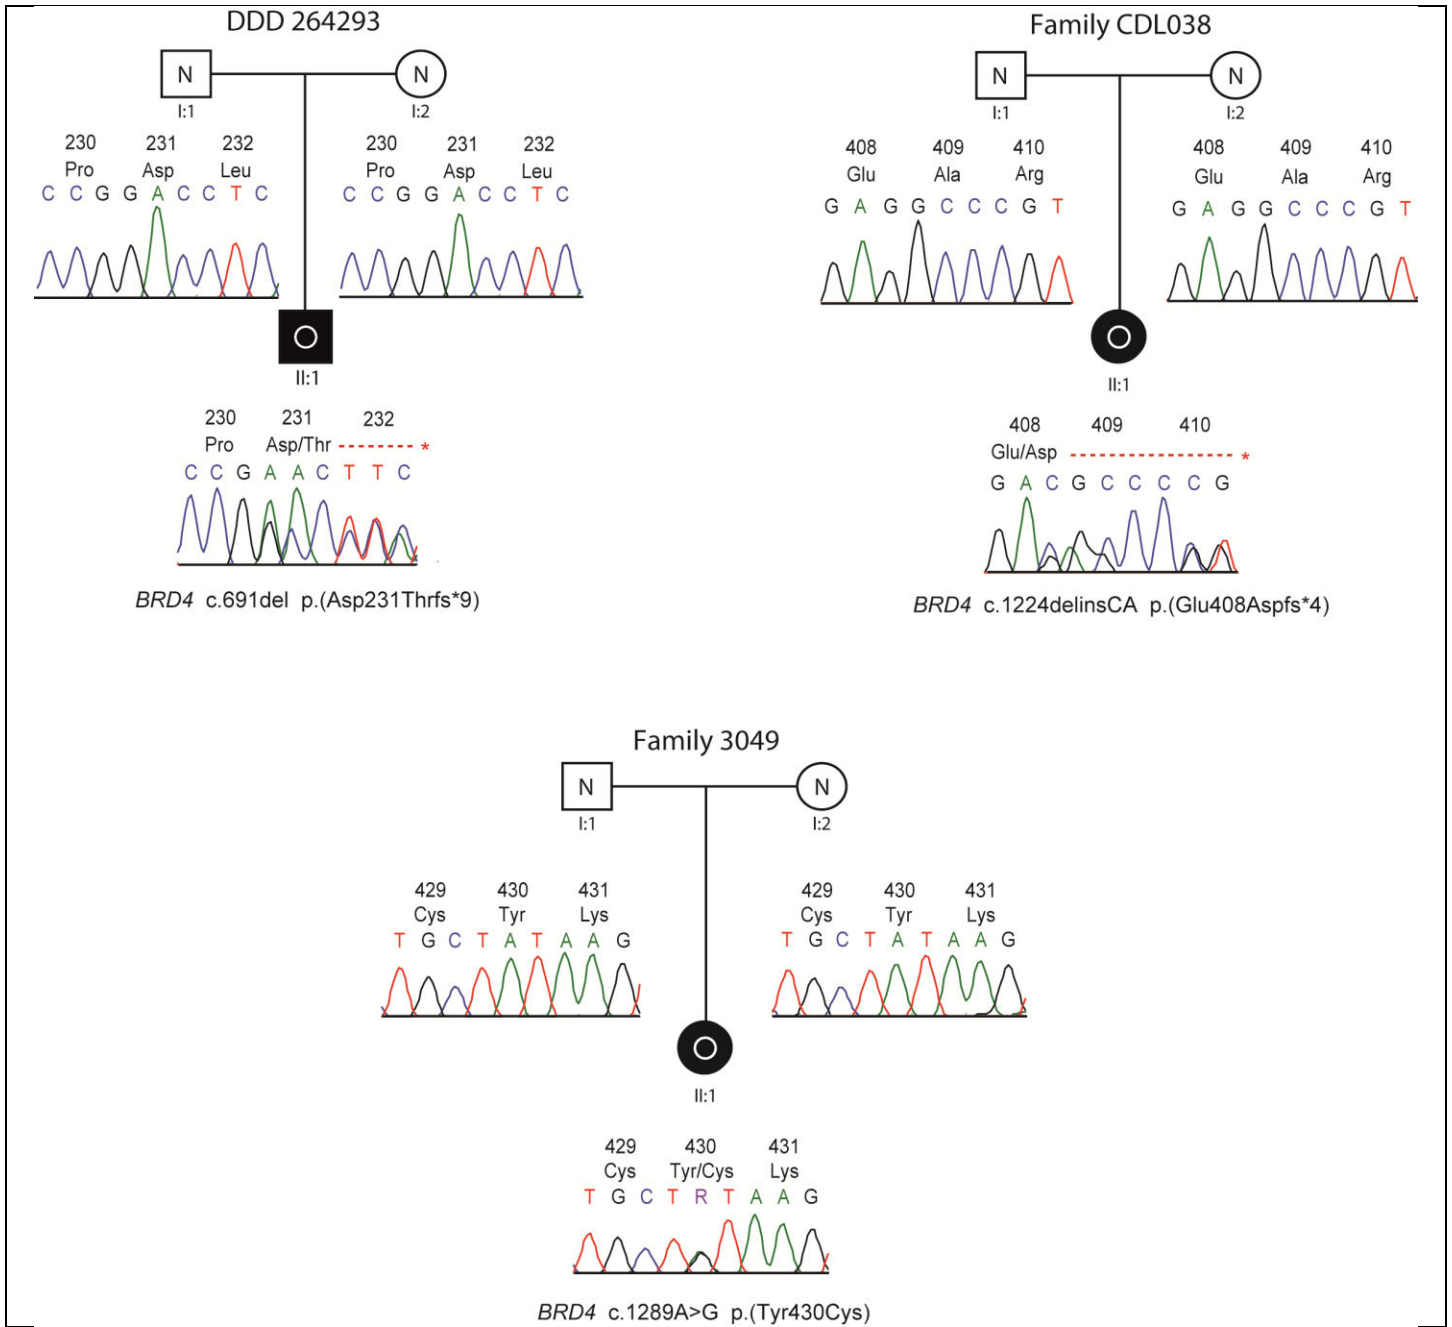 DDD 264293
N N
I:1 I:2
230 231 232
Pro Asp Leu
C C G G A C C T C
230 231 232
Pro Asp Leu
C C G G A C C T C
II:1
230 231 232
Pro Asp/Thr *
C C G A A C T T C
BRD4 c.691del p.(Asp231Thrfs*9)
Family CDL038
N N
I:1 I:2
408 409 410
Glu Ala Arg
G A G G C C C G T
408 409 410
Glu Ala Arg
G A G G C C C G T
II:1
408 409 410
Glu/Asp *
G A C G C C C C G
BRD4 c.1224delinsCA p.(Glu408Aspfs*4)
Family 3049
N N
I:1 I:2
429 430 431
Cys Tyr Lys
T G C T A T A A G
429 430 431
Cys Tyr Lys
T G C T A T A A G
II:1
429 430 431
Cys Tyr/Cys Lys
T G C T R T A A G
BRD4 c.1289A>G p.(Tyr430Cys)